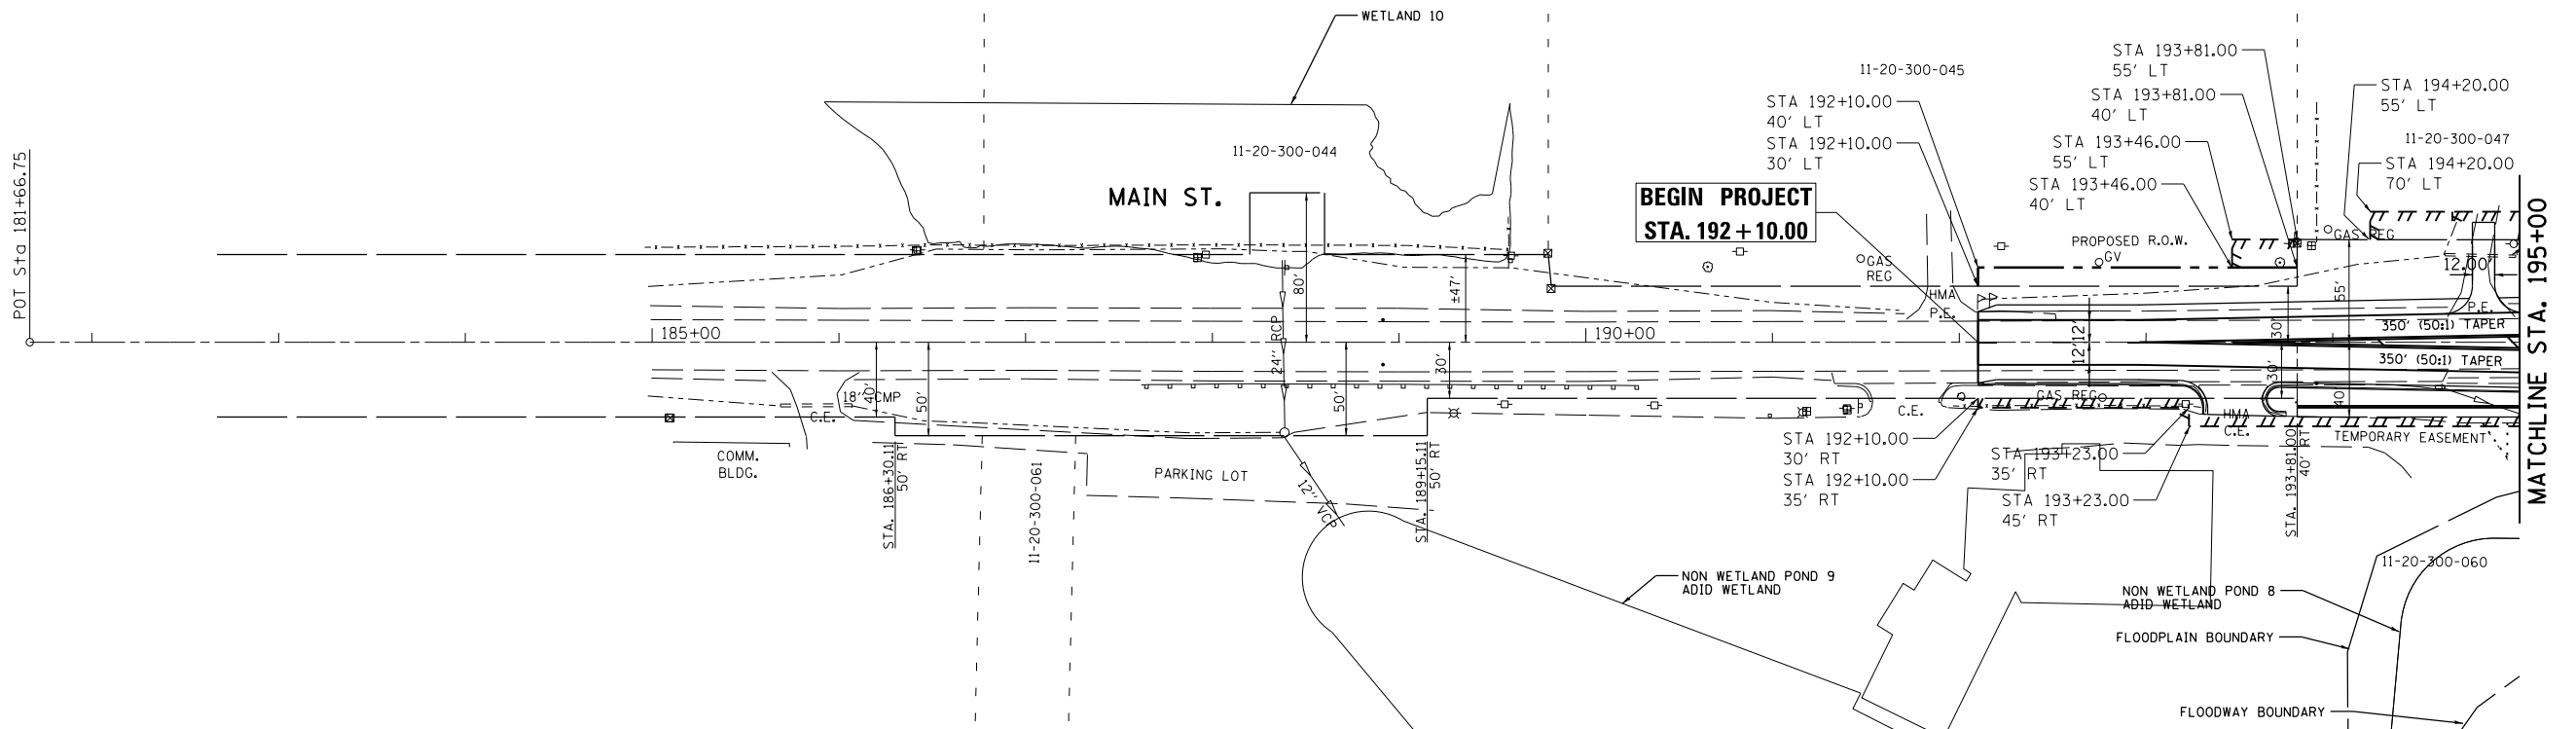 WETLAND 10
STA 193+81.00
55' LT
11-20-300-045
STA 194+20.00
55' LT
STA 192+10.00
40' LT
STA 193+81.00
40' LT
11-20-300-047
STA 192+10.00
30' LT
STA 193+46.00
55' LT
STA 194+20.00
70' LT
STA 193+46.00
40' LT
11-20-300-044
MAIN ST.
BEGIN PROJECT
STA. 192+10.00
POT Sta 181+66.75
PROPOSED R.O.W.
GV
GAS
REG
GAS REG
12.00
80'
±47'
HMA
P.E.
55'
P.E.
185+00
190+00
24" RCP
12'
12'
30'
30'
350' (50:1) TAPER
350' (50:1) TAPER
MATCHLINE STA. 195+00
40'
50'
50'
30'
18" CMP
C.E.
C.E.
GAS REG
40'
HMA
C.E.
TEMPORARY EASEMENT
COMM.
BLDG.
STA. 186+30.11
50' RT
11-20-300-061
PARKING LOT
12" VCP
STA. 189+15.11
50' RT
STA 192+10.00
30' RT
STA 192+10.00
35' RT
STA 193+23.00
35' RT
STA 193+23.00
45' RT
STA. 193+81.00
40' RT
11-20-300-060
NON WETLAND POND 9
ADID WETLAND
NON WETLAND POND 8
ADID WETLAND
FLOODPLAIN BOUNDARY
FLOODWAY BOUNDARY